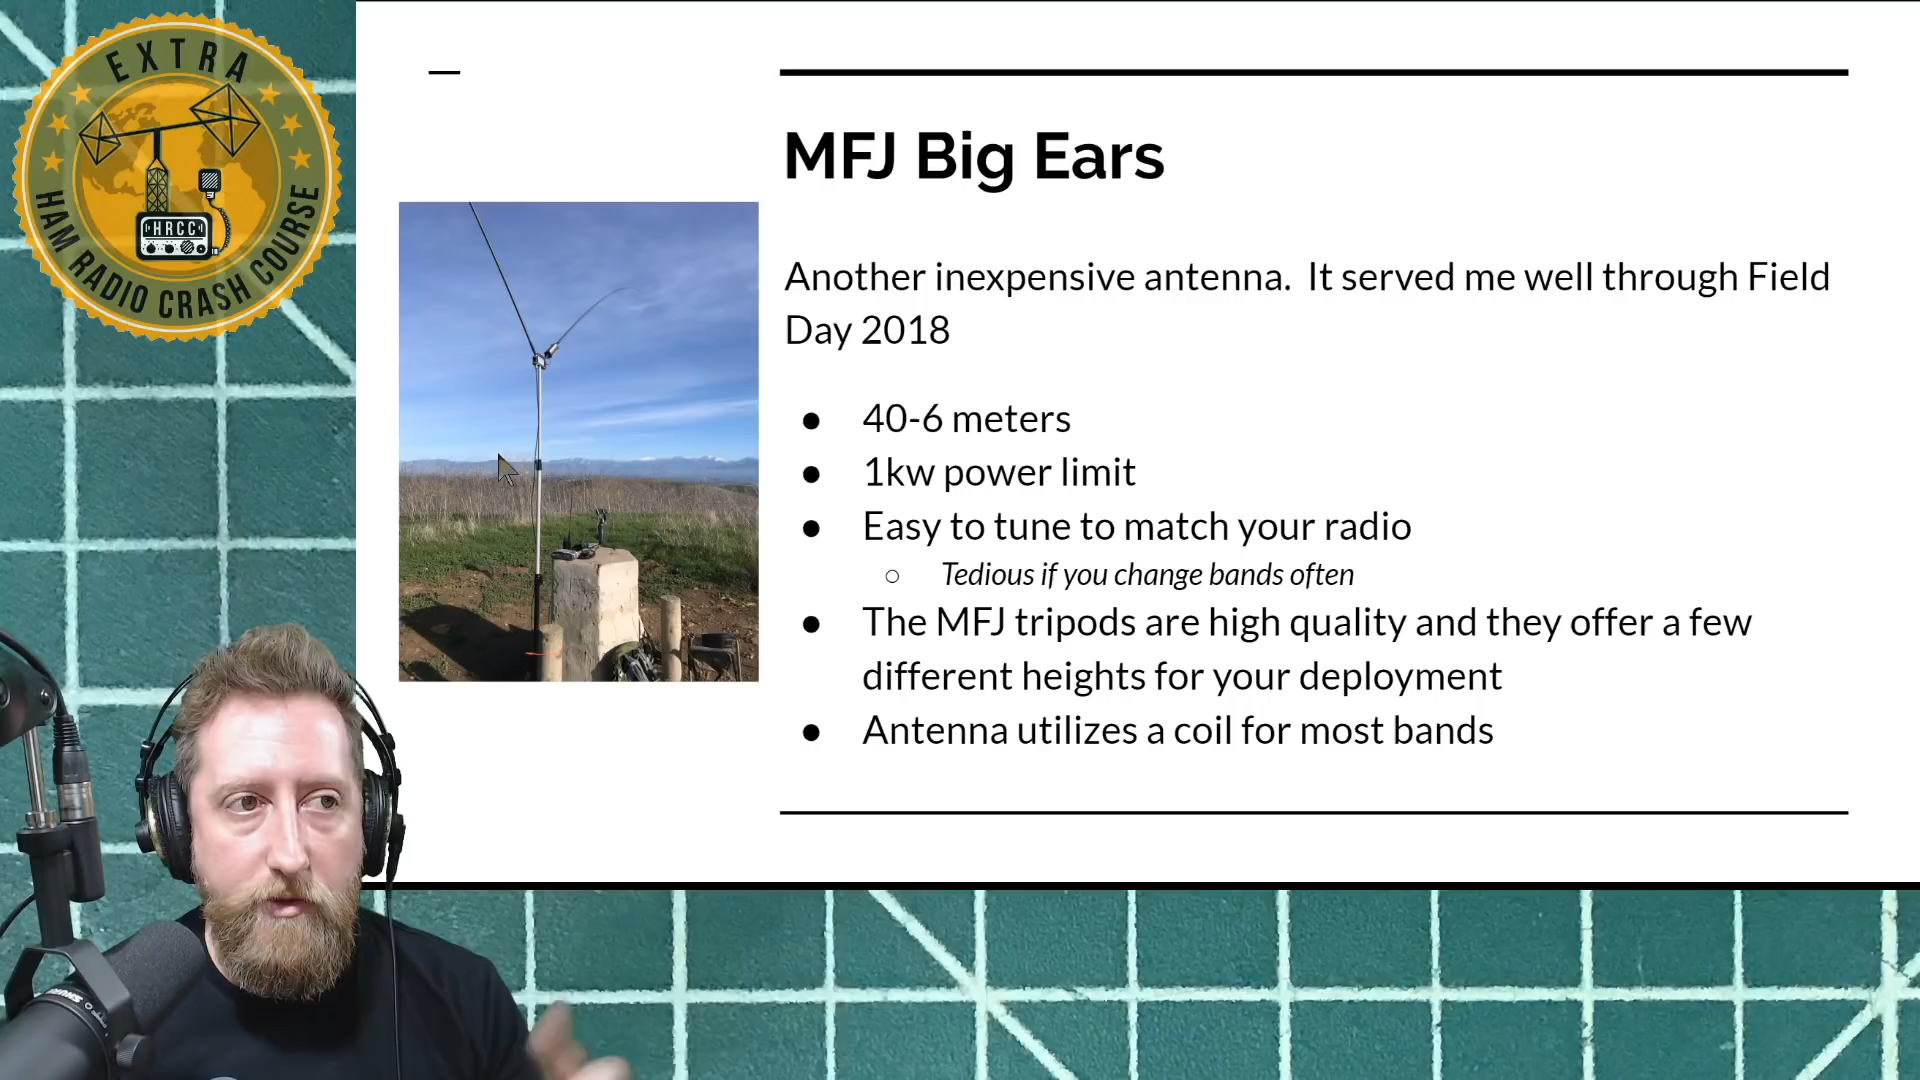 EXTRA
HRCC
HAM RADIO CRASH COURSE
MFJ Big Ears
Another inexpensive antenna. It served me well through Field
Day 2018
● 40-6 meters
● 1kw power limit
● Easy to tune to match your radio
○ Tedious if you change bands often
● The MFJ tripods are high quality and they offer a few
different heights for your deployment
● Antenna utilizes a coil for most bands
SHURE